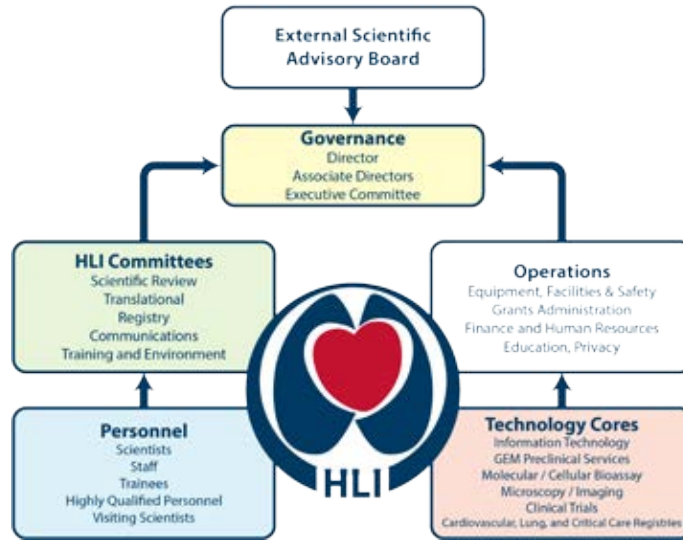 External Scientific
Advisory Board
Governance
Director
Associate Directors
Executive Committee
HLI Committees
Scientific Review
Translational
Registry
Communications
Training and Environment
Operations
Equipment, Facilities & Safety
Grants Administration
Finance and Human Resources
Education, Privacy
Personnel
Scientists
Staff
Trainees
Highly Qualified Personnel
Visiting Scientists
HLI
Technology Cores
Information Technology
GEM Preclinical Services
Molecular / Cellular Bioassay
Microscopy / Imaging
Clinical Trials
Cardiovascular, Lung, and Critical Care Registries